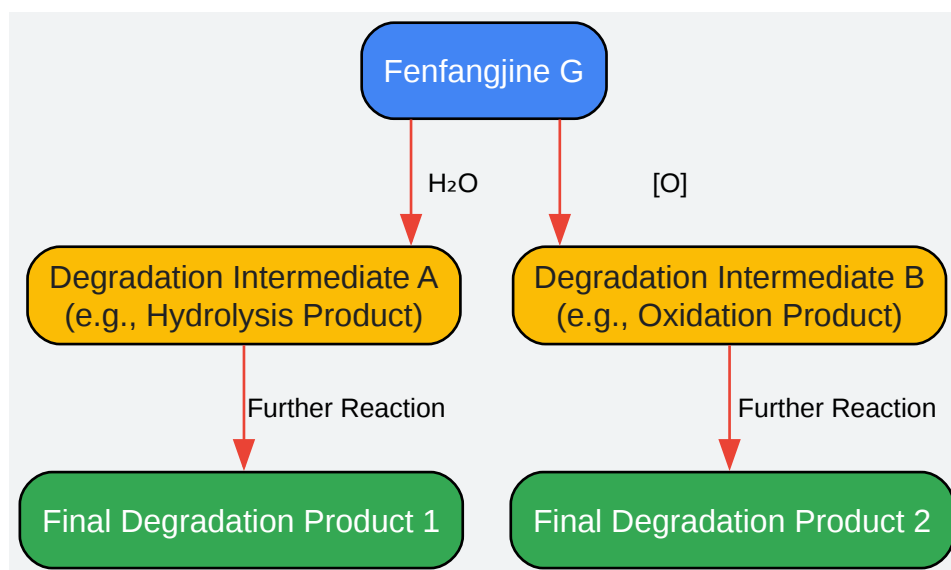 Fenfangjine G
H₂O
[O]
Degradation Intermediate A
(e.g., Hydrolysis Product)
Degradation Intermediate B
(e.g., Oxidation Product)
Further Reaction
Further Reaction
Final Degradation Product 1
Final Degradation Product 2